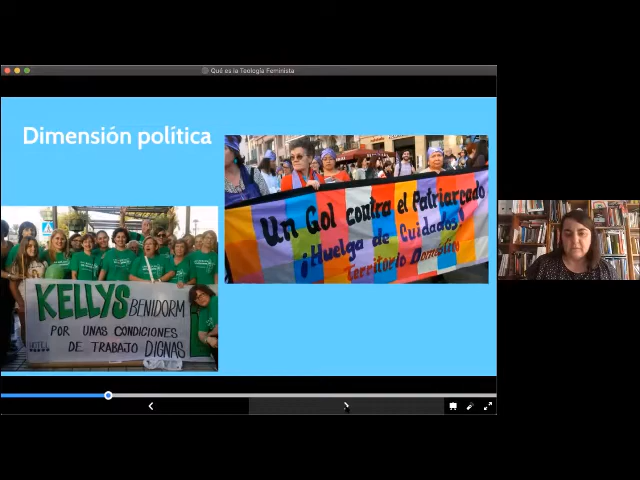 Qué es la Teología Feminista
Dimensión política
Un Gol contra el Patriarcado
¡Huelga de Cuidados!
Territorio Doméstico
KELLYS BENIDORM
POR UNAS CONDICIONES
DE TRABAJO DIGNAS
HOTEL